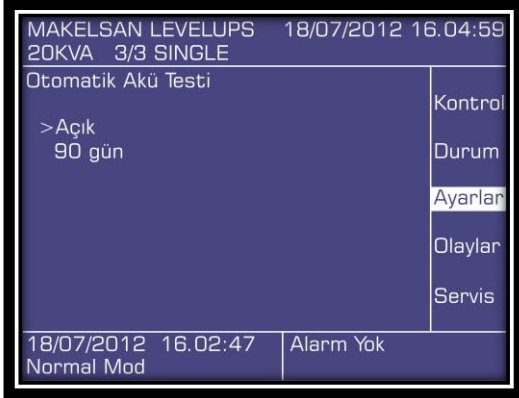 MAKELSAN LEVELUPS 18/07/2012 16.04:59
20KVA 3/3 SINGLE
Otomatik Akü Testi
>Açık
90 gün
Kontrol
Durum
Ayarlar
Olaylar
Servis
18/07/2012 16.02:47
Normal Mod
Alarm Yok